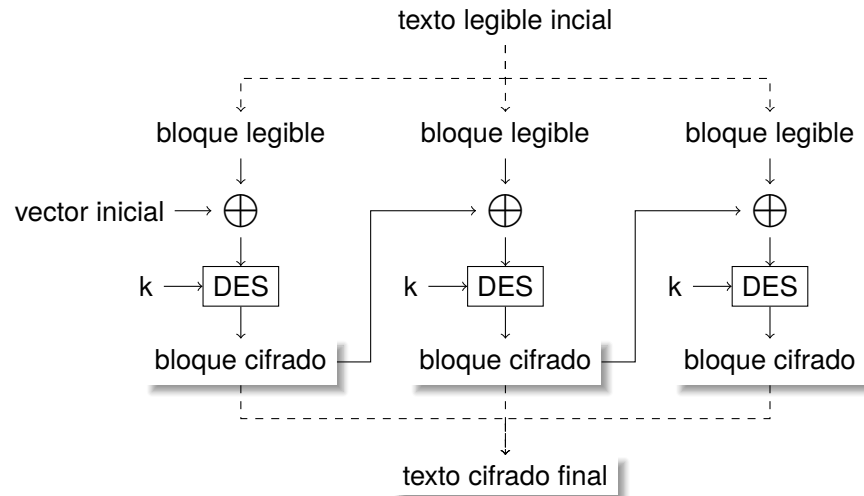 texto legible incial
bloque legible bloque legible bloque legible
vector inicial
k DES k DES k DES
bloque cifrado bloque cifrado bloque cifrado
texto cifrado final